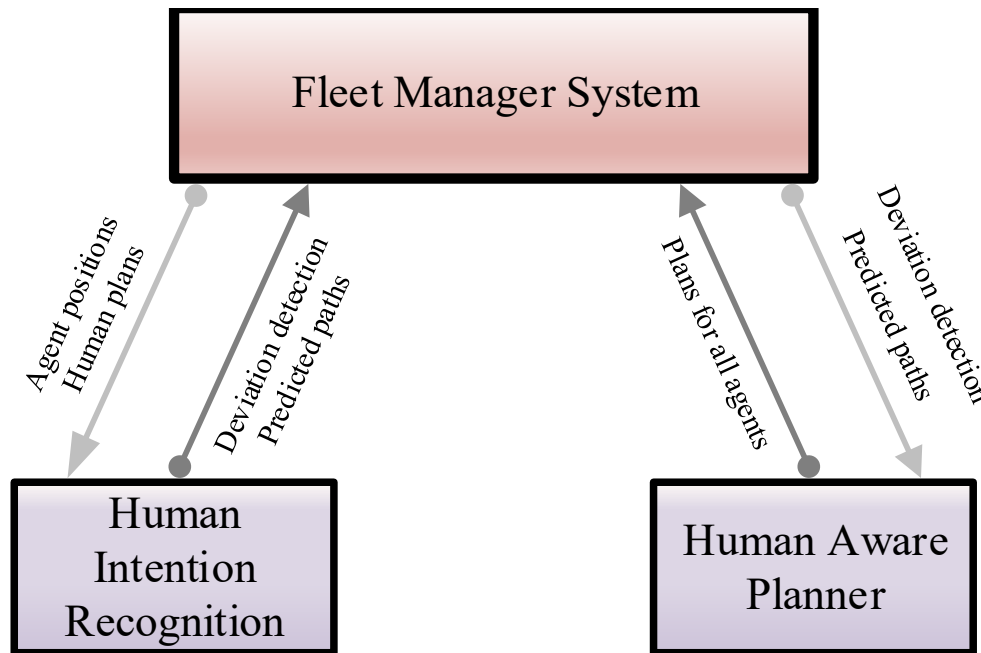 Fleet Manager System
Agent positions
Human plans
Deviation detection
Predicted paths
Plans for all agents
Deviation detection
Predicted paths
Human
Intention
Recognition
Human Aware
Planner